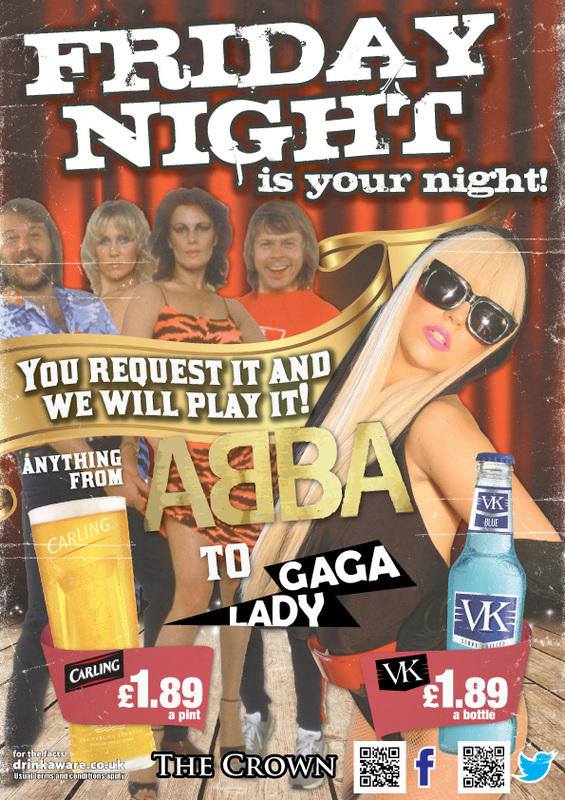 FRIDAY
NIGHT
is your night!
YOU REQUEST IT AND
WE WILL PLAY IT!
ANYTHING
FROM
ABBA
TO
GAGA
LADY
CARLING
VK
BLUE
VK
CARLING
£1.89
a pint
VK
£1.89
a bottle
for the facts
drinkaware.co.uk
Usual terms and conditions apply
THE CROWN
f